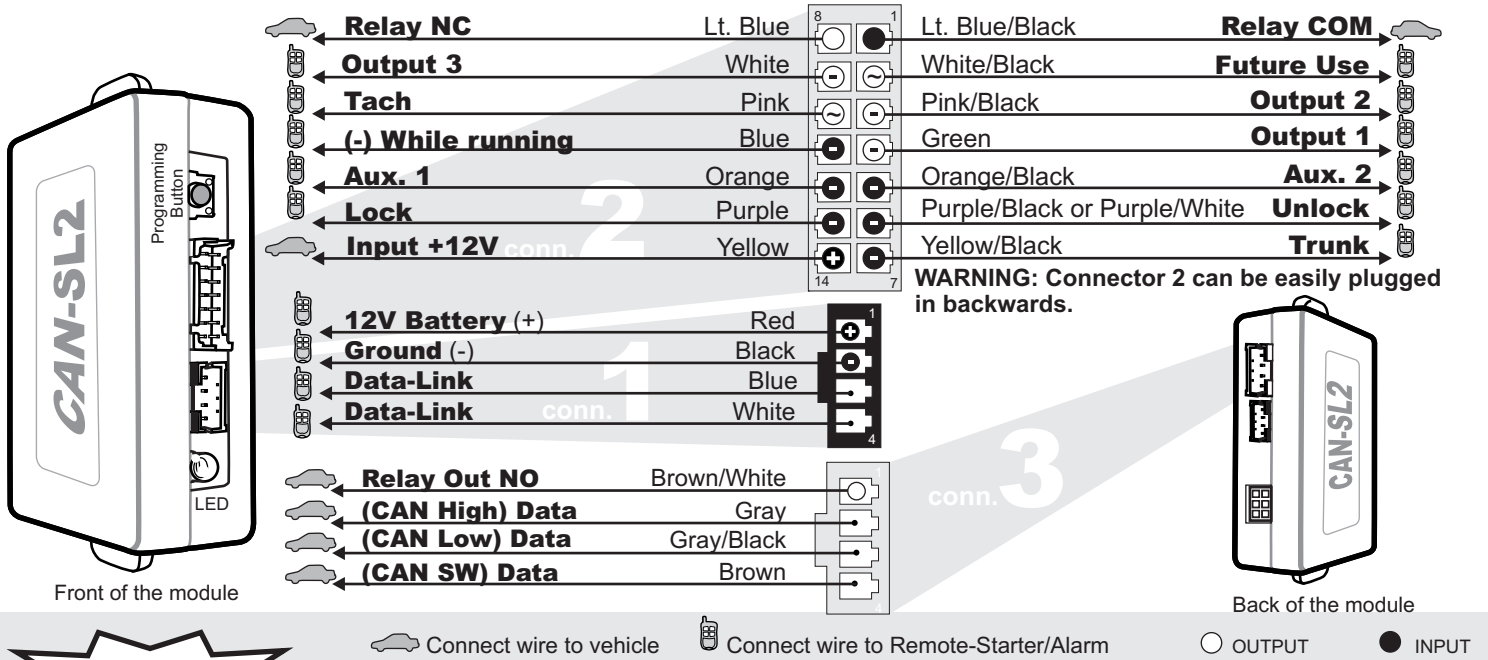 8 1
Relay NC Lt. Blue Lt. Blue/Black Relay COM
Output 3 White White/Black Future Use
Tach Pink Pink/Black Output 2
(-) While running Blue Green Output 1
Aux. 1 Orange Orange/Black Aux. 2
Lock Purple Purple/Black or Purple/White Unlock
Input +12V Yellow Yellow/Black Trunk
conn. 2
14 7
WARNING: Connector 2 can be easily plugged
in backwards.
Programming
Button
CAN-SL2
LED
Front of the module
12V Battery (+) Red 1
Ground (-) Black
Data-Link Blue
Data-Link White 4
conn. 1
Relay Out NO Brown/White 1
(CAN High) Data Gray
(CAN Low) Data Gray/Black
(CAN SW) Data Brown 4
conn. 3
CAN-SL2
Back of the module
Connect wire to vehicle Connect wire to Remote-Starter/Alarm OUTPUT INPUT